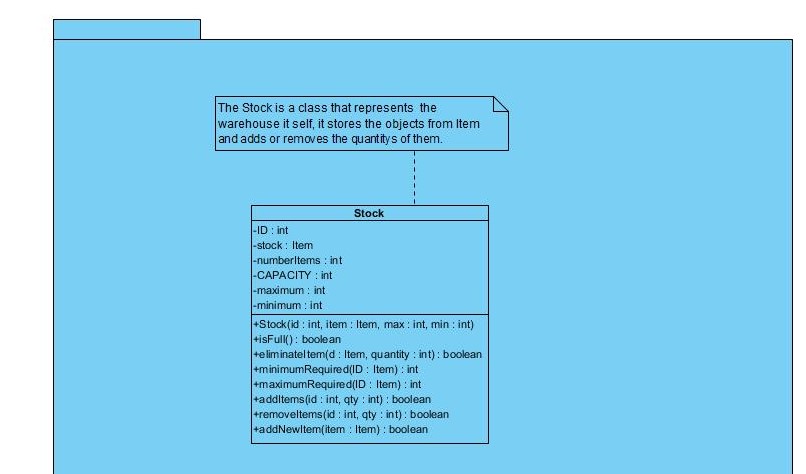 The Stock is a class that represents  the
warehouse it self, it stores the objects from Item
and adds or removes the quantitys of them.
Stock
-ID : int
-stock : Item
-numberItems : int
-CAPACITY : int
-maximum : int
-minimum : int
+Stock(id : int, item : Item, max : int, min : int)
+isFull() : boolean
+eliminateItem(d : Item, quantity : int) : boolean
+minimumRequired(ID : Item) : int
+maximumRequired(ID : Item) : int
+addItems(id : int, qty : int) : boolean
+removeItems(id : int, qty : int) : boolean
+addNewItem(item : Item) : boolean